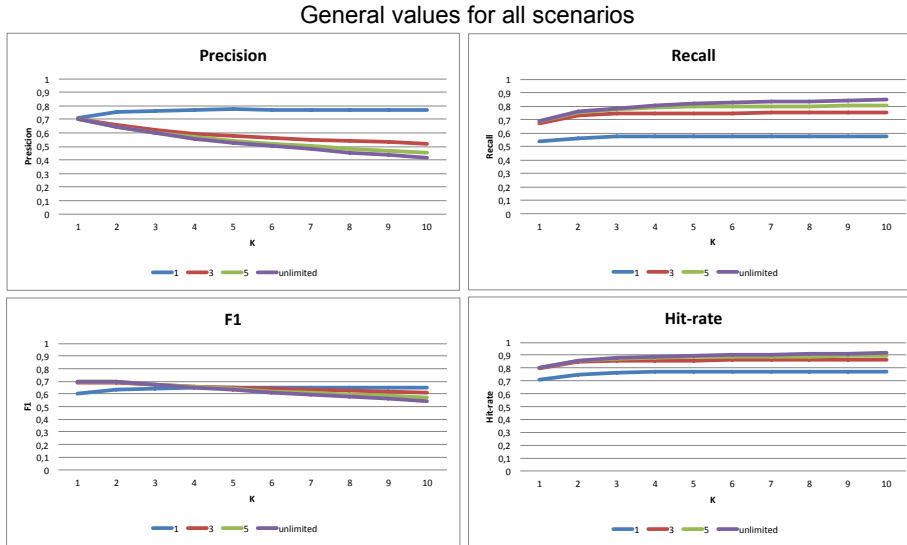 General values for all scenarios
Precision
1
0,9
0,8
0,7
0,6
0,5
0,4
0,3
0,2
0,1
0
Presicion
1 2 3 4 5 6 7 8 9 10
K
1 3 5 unlimited
Recall
1
0,9
0,8
0,7
0,6
0,5
0,4
0,3
0,2
0,1
0
Recall
1 2 3 4 5 6 7 8 9 10
K
1 3 5 unlimited
F1
1
0,9
0,8
0,7
0,6
0,5
0,4
0,3
0,2
0,1
0
F1
1 2 3 4 5 6 7 8 9 10
K
1 3 5 unlimited
Hit-rate
1
0,9
0,8
0,7
0,6
0,5
0,4
0,3
0,2
0,1
0
Hit-rate
1 2 3 4 5 6 7 8 9 10
K
1 3 5 unlimited